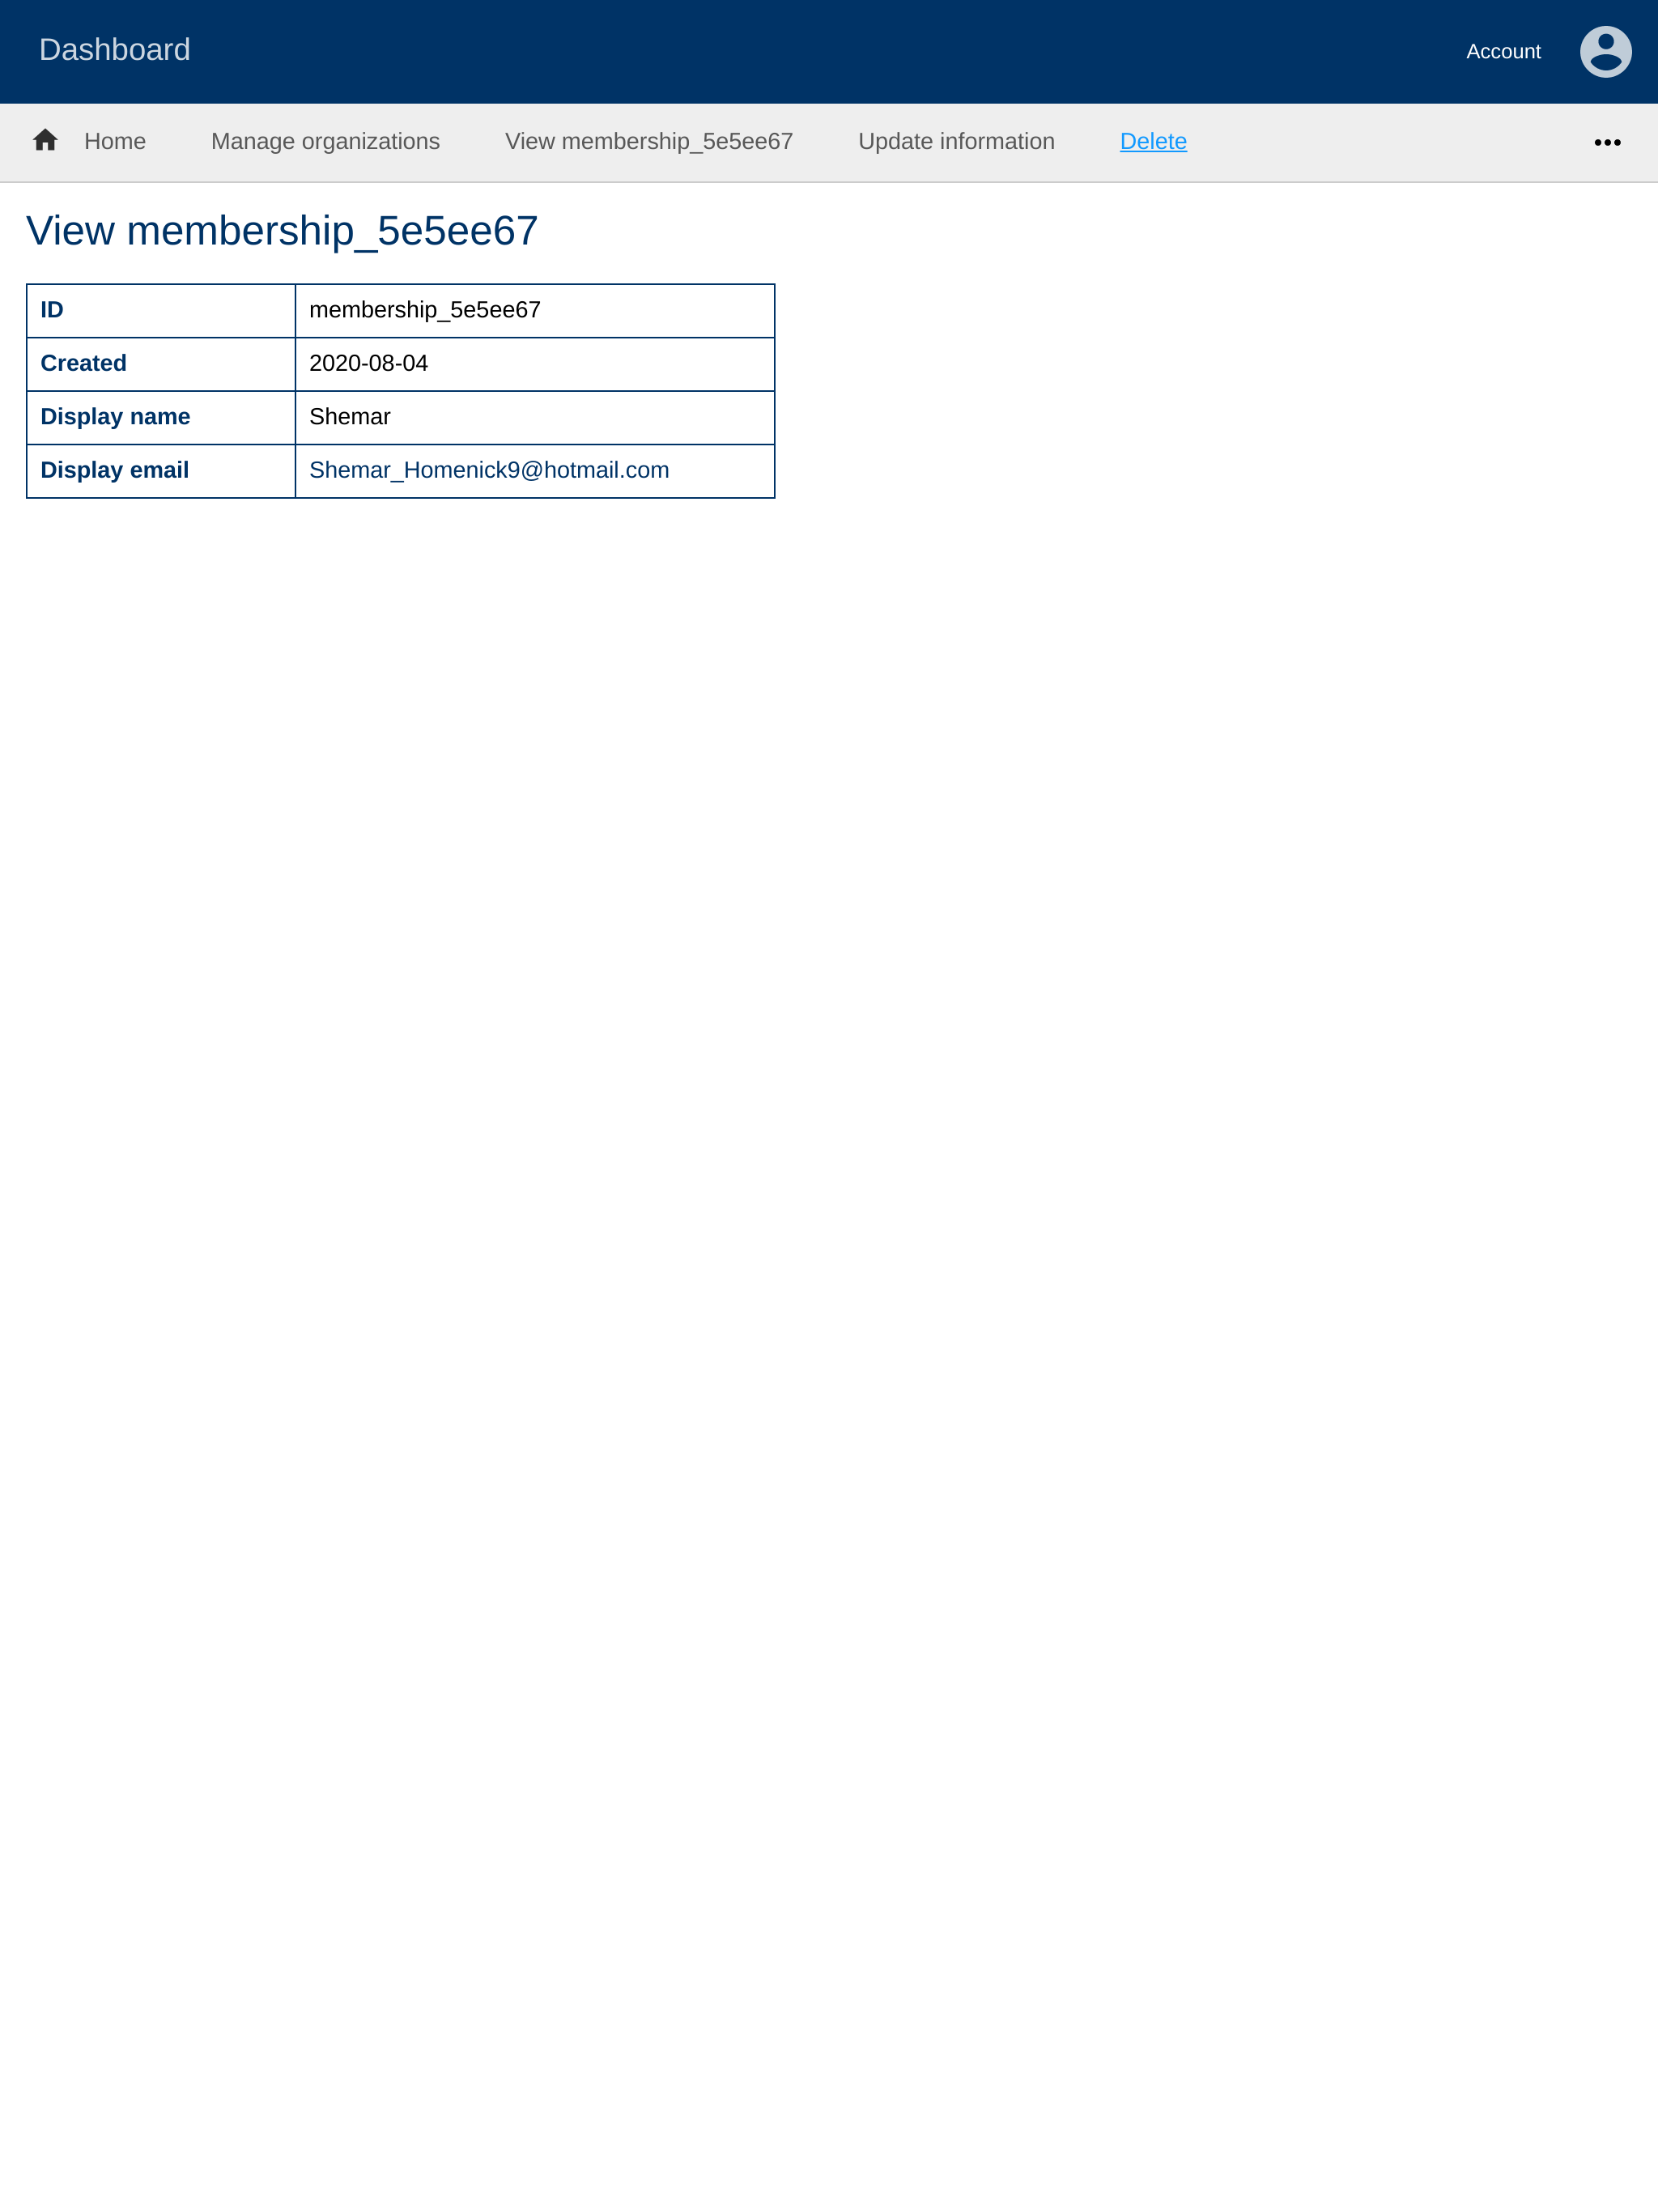 Dashboard
Account
Home Manage organizations View membership_5e5ee67 Update information Delete
View membership_5e5ee67
ID membership_5e5ee67
Created 2020-08-04
Display name Shemar
Display email Shemar_Homenick9@hotmail.com